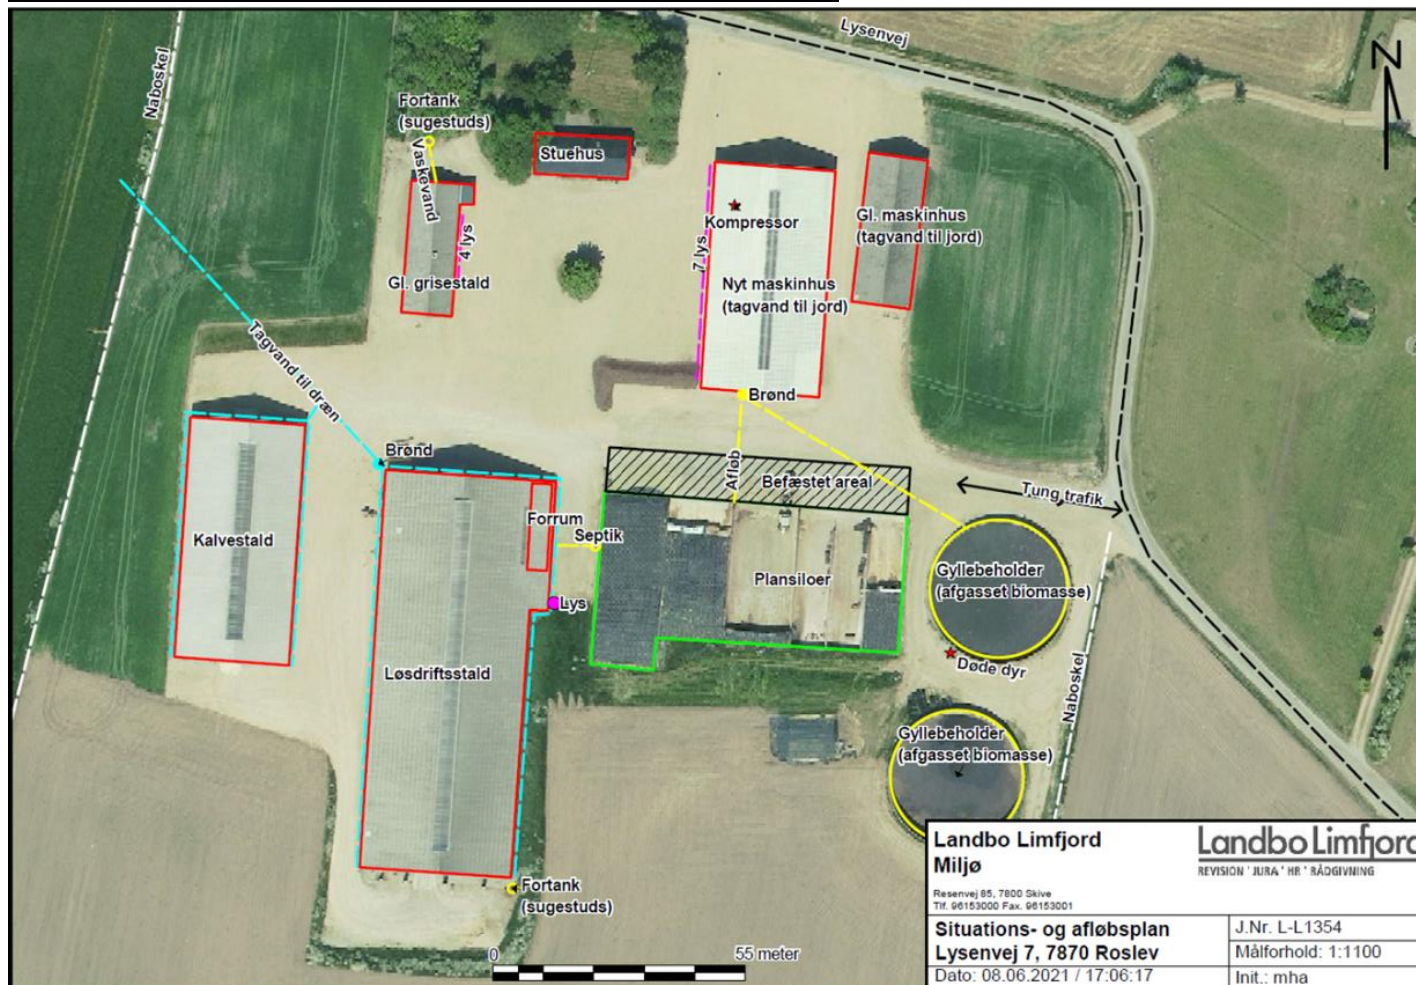 Lysenvej
Naboskel
N
Fortank
(sugestuds)
Vaskevand
Stuehus
4 lys
Gl. grisestald
Kompressor
7 lys
Nyt maskinhus
(tagvand til jord)
Gl. maskinhus
(tagvand til jord)
Tagvand til dræn
Brønd
Brønd
Afløb
Befæstet areal
Tung trafik
Forrum
Septik
Kalvestald
Plansiloer
Gyllebeholder
(afgasset biomasse)
Lys
Løsdriftsstald
Døde dyr
Naboskel
Gyllebeholder
(afgasset biomasse)
Fortank
(sugestuds)
0
55 meter
Landbo Limfjord
Miljø
Resenvej 85, 7800 Skive
Tlf. 96153000 Fax. 96153001
Landbo Limfjord
REVISION ' JURA ' HR ' RÅDGIVNING
Situations- og afløbsplan
Lysenvej 7, 7870 Roslev
Dato: 08.06.2021 / 17:06:17
J.Nr. L-L1354
Målforhold: 1:1100
Init.: mha